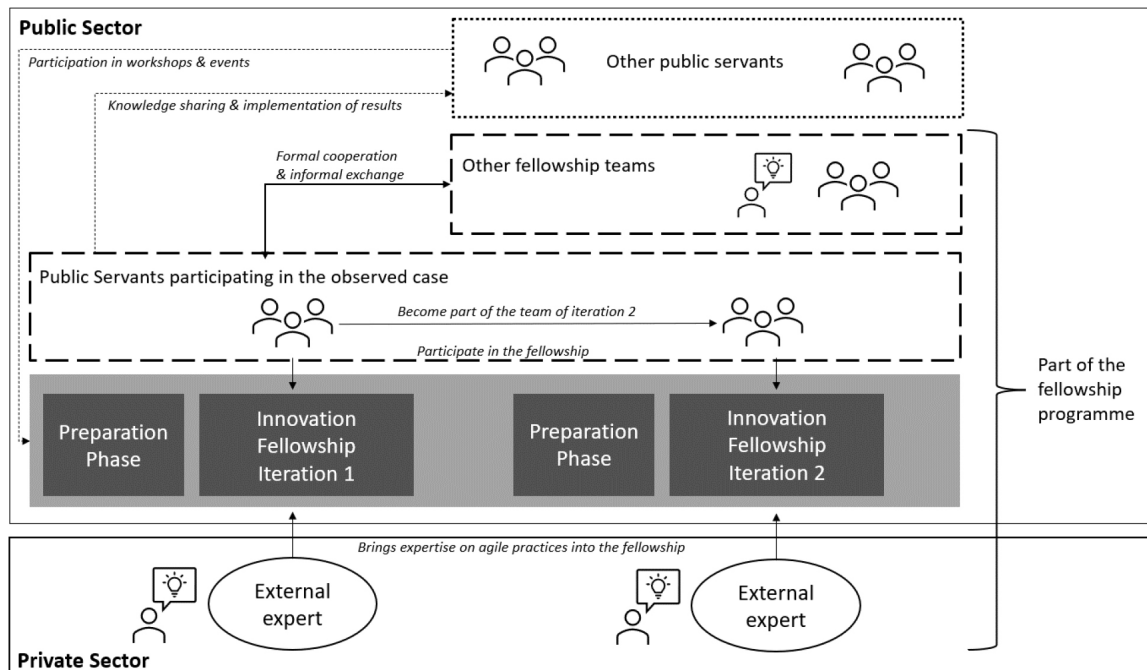 Public Sector
Participation in workshops & events
Other public servants
Knowledge sharing & implementation of results
Formal cooperation
& informal exchange
Other fellowship teams
Public Servants participating in the observed case
Become part of the team of iteration 2
Participate in the fellowship
Part of the
fellowship
programme
Preparation
Phase
Innovation
Fellowship
Iteration 1
Preparation
Phase
Innovation
Fellowship
Iteration 2
Brings expertise on agile practices into the fellowship
External
expert
External
expert
Private Sector